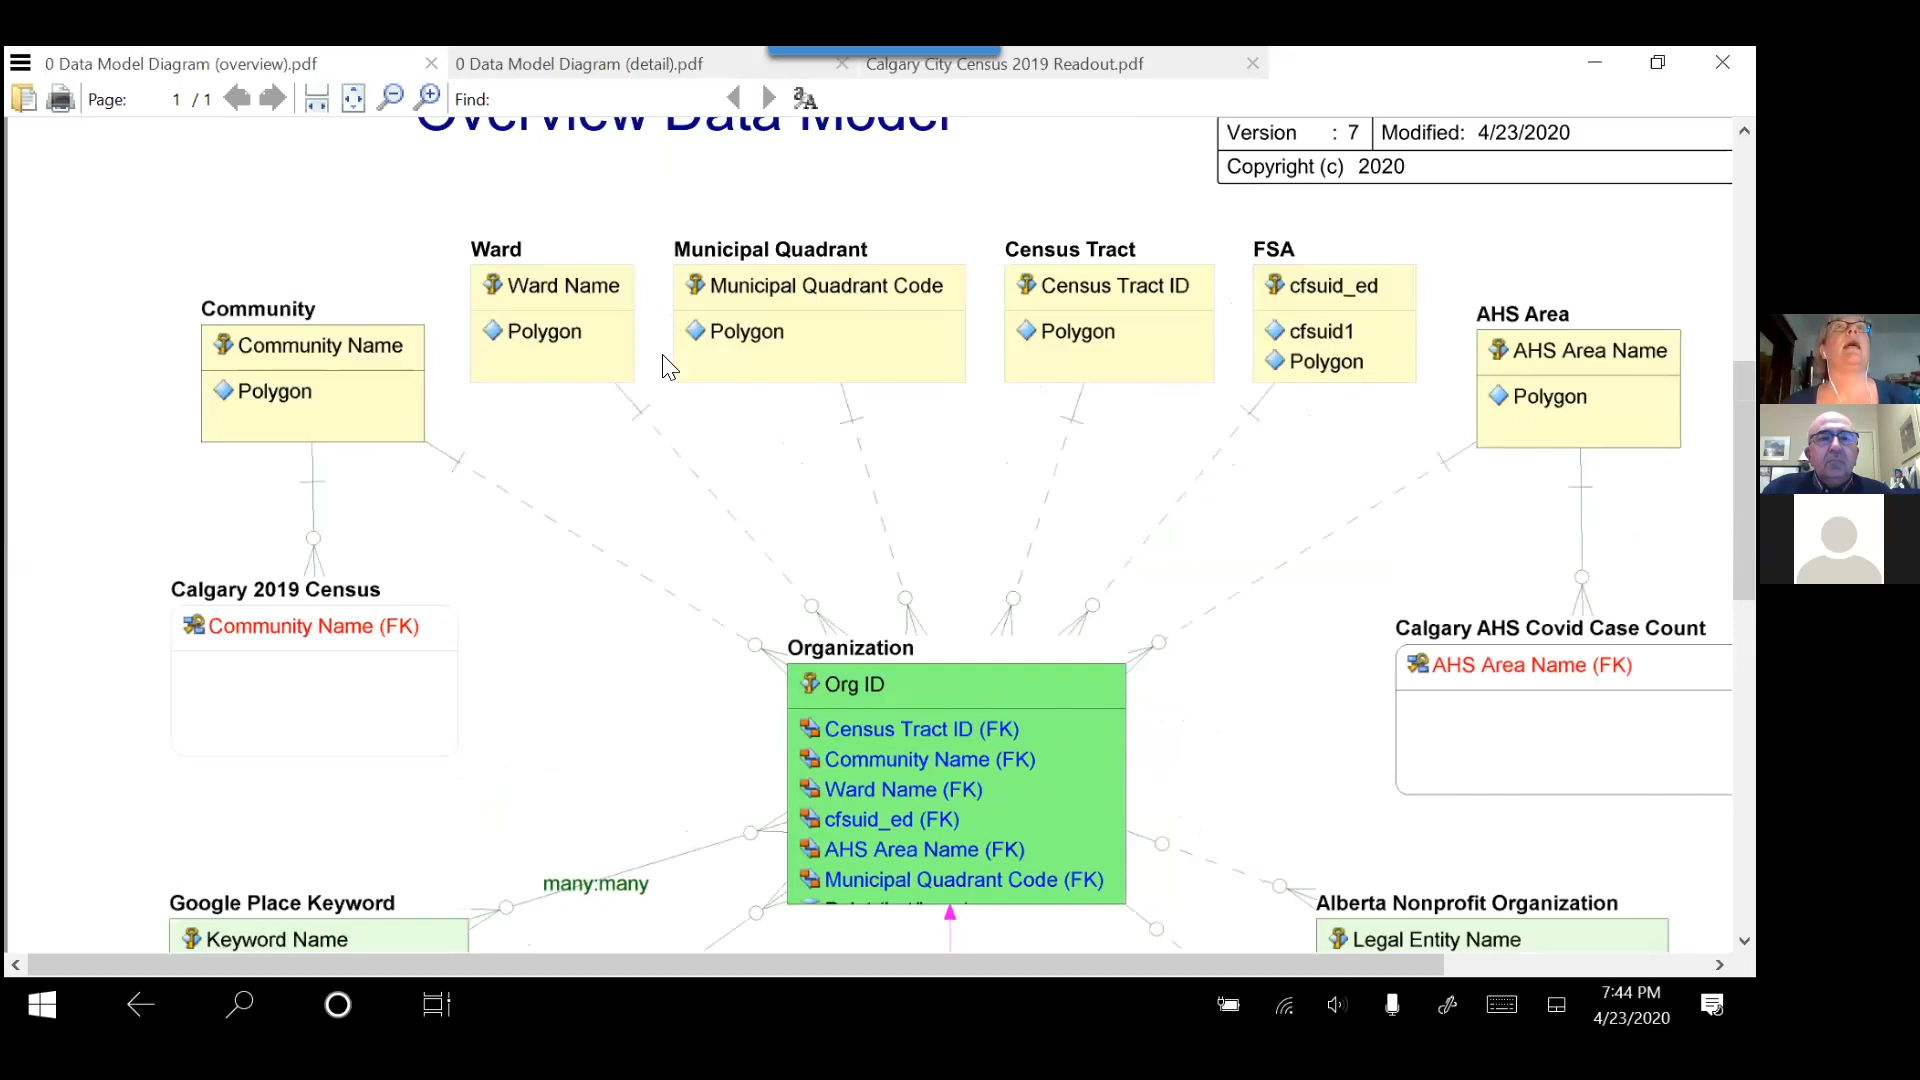 0 Data Model Diagram (overview).pdf
0 Data Model Diagram (detail).pdf
Calgary City Census 2019 Readout.pdf
Page: 1 / 1
Find:
Overview Data Model
Version : 7
Modified: 4/23/2020
Copyright (c) 2020
Ward
Ward Name
Polygon
Municipal Quadrant
Municipal Quadrant Code
Polygon
Census Tract
Census Tract ID
Polygon
FSA
cfsuid_ed
cfsuid1
Polygon
Community
Community Name
Polygon
AHS Area
AHS Area Name
Polygon
Calgary 2019 Census
Community Name (FK)
Organization
Org ID
Census Tract ID (FK)
Community Name (FK)
Ward Name (FK)
cfsuid_ed (FK)
AHS Area Name (FK)
Municipal Quadrant Code (FK)
Calgary AHS Covid Case Count
AHS Area Name (FK)
many:many
Google Place Keyword
Keyword Name
Alberta Nonprofit Organization
Legal Entity Name
7:44 PM
4/23/2020